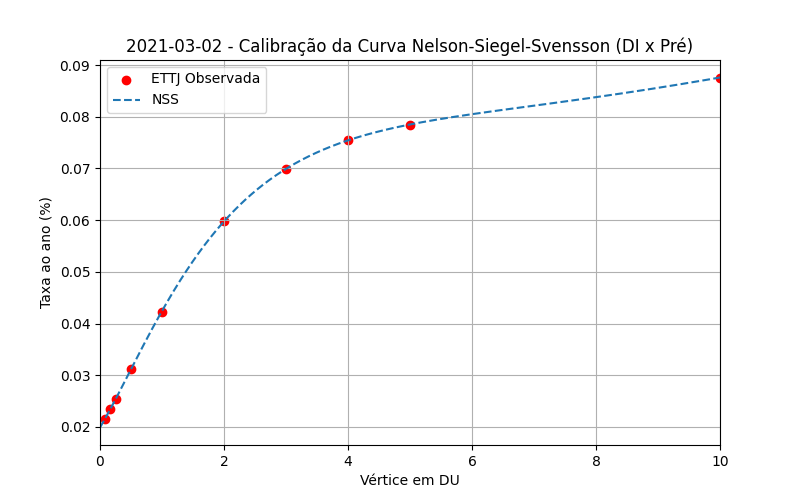 2021-03-02 - Calibração da Curva Nelson-Siegel-Svensson (DI x Pré)
ETTJ Observada
NSS
Taxa ao ano (%)
0.09
0.08
0.07
0.06
0.05
0.04
0.03
0.02
0 2 4 6 8 10
Vértice em DU